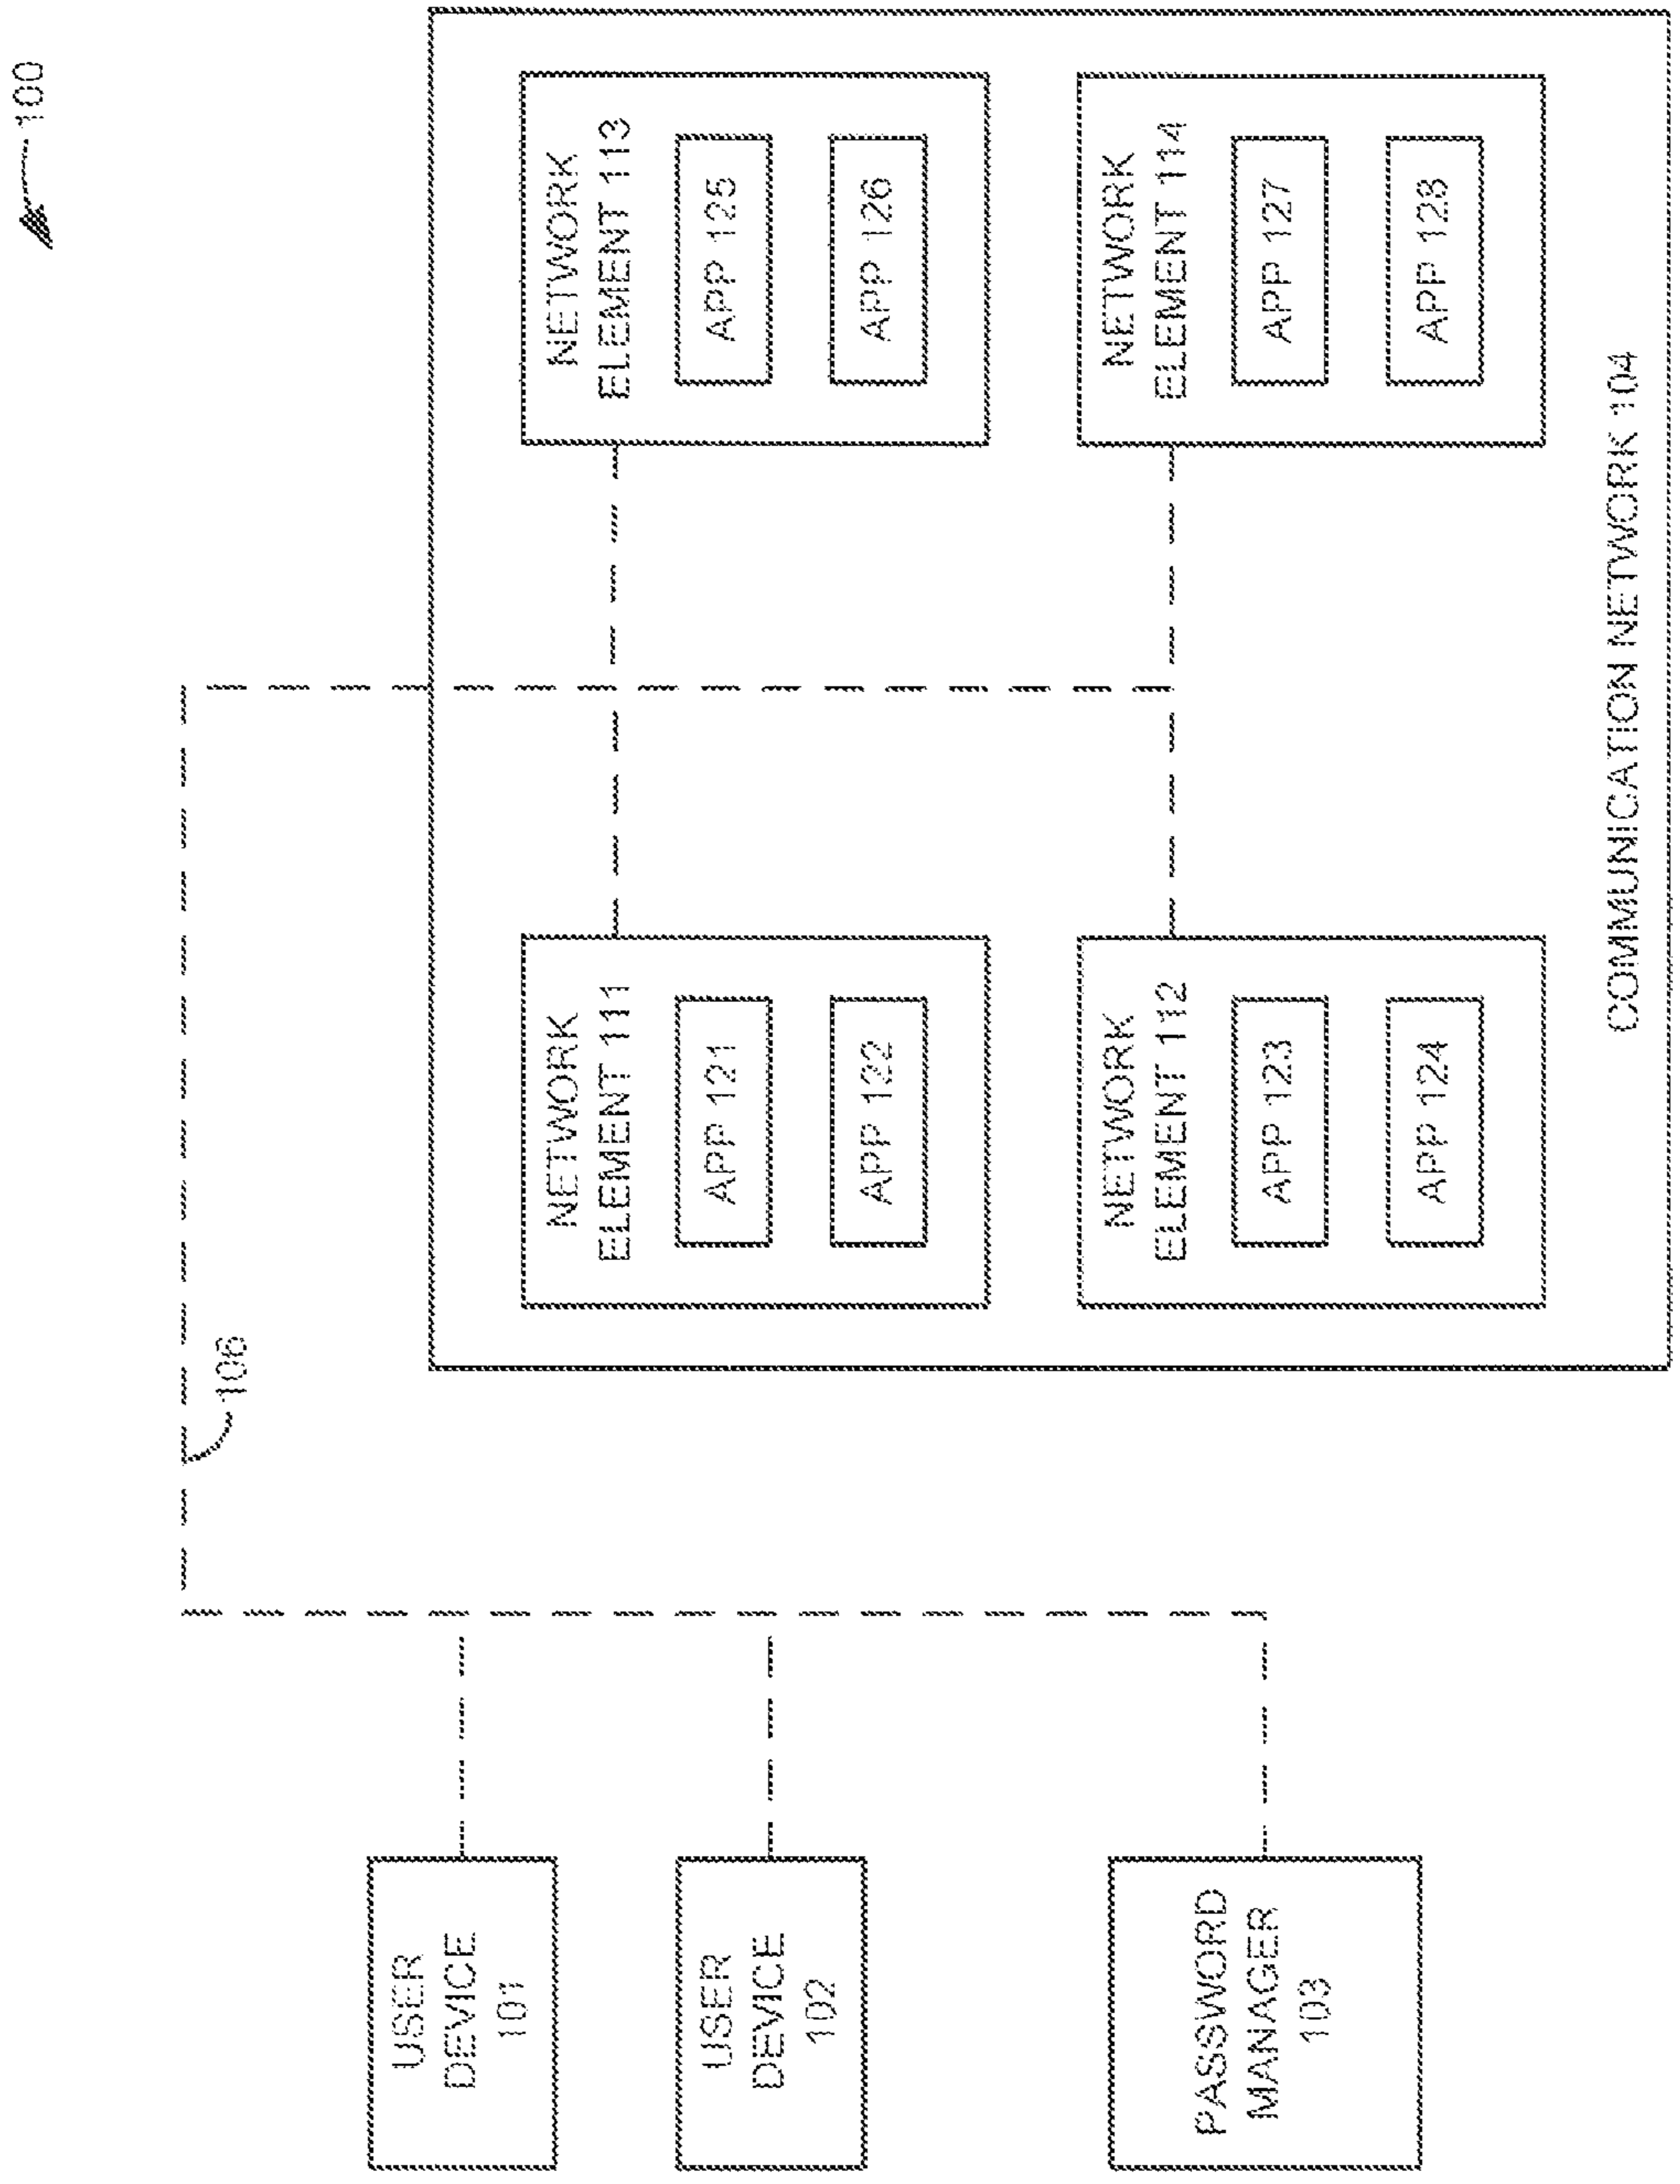 100
106
USER
DEVICE
101
USER
DEVICE
102
PASSWORD
MANAGER
103
NETWORK
ELEMENT 111
APP 121
APP 122
NETWORK
ELEMENT 113
APP 125
APP 126
NETWORK
ELEMENT 112
APP 123
APP 124
NETWORK
ELEMENT 114
APP 127
APP 128
COMMUNICATION NETWORK 104